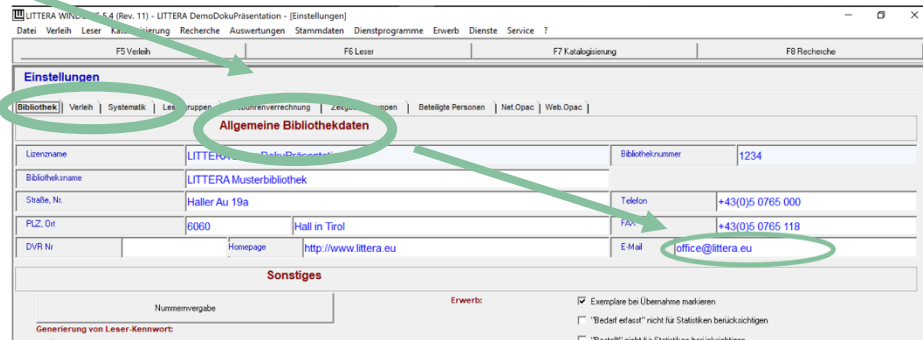 LITTERA WINDOWS 5.4 (Rev. 11) - LITTERA DemoDokuPräsentation - [Einstellungen]
Datei Verleih Leser Katalogisierung Recherche Auswertungen Stammdaten Dienstprogramme Erwerb Dienste Service ?
F5 Verleih F6 Leser F7 Katalogisierung F8 Recherche
Einstellungen
Bibliothek Verleih Systematik Beteiligte Personen Net.Opac Web.Opac
Allgemeine Bibliothekdaten
Lizenzname LITTERA DokuPräsentation Bibliotheknummer 1234
Bibliotheksname LITTERA Musterbibliothek
Straße, Nr. Haller Au 19a Telefon +43(0)5 0765 000
PLZ, Ort 6060 Hall in Tirol FAX +43(0)5 0765 118
DVR Nr Homepage http://www.littera.eu E-Mail office@littera.eu
Sonstiges
Nummernvergabe Erwerb: Exemplare bei Übernahme markieren
"Bedarf erfasst" nicht für Statistiken berücksichtigen
Generierung von Leser-Kennwort: